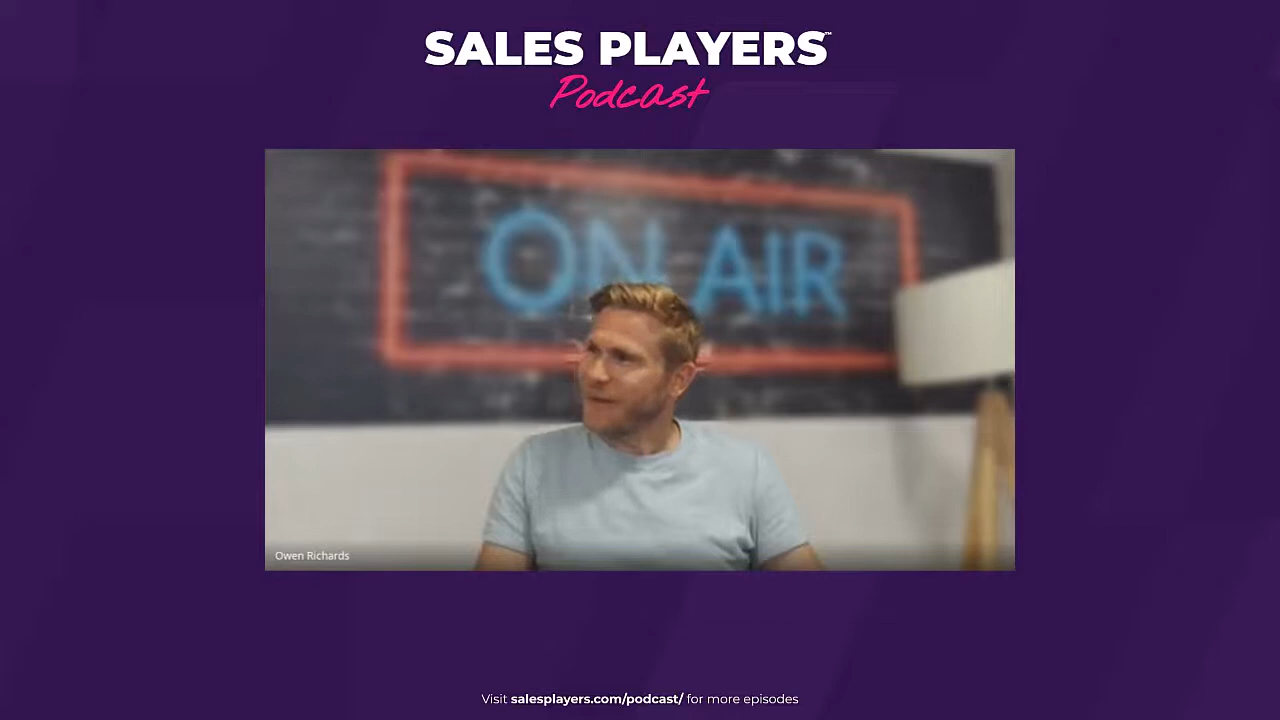 SALES PLAYERS™
Podcast
ON AIR
Owen Richards
Visit salesplayers.com/podcast/ for more episodes